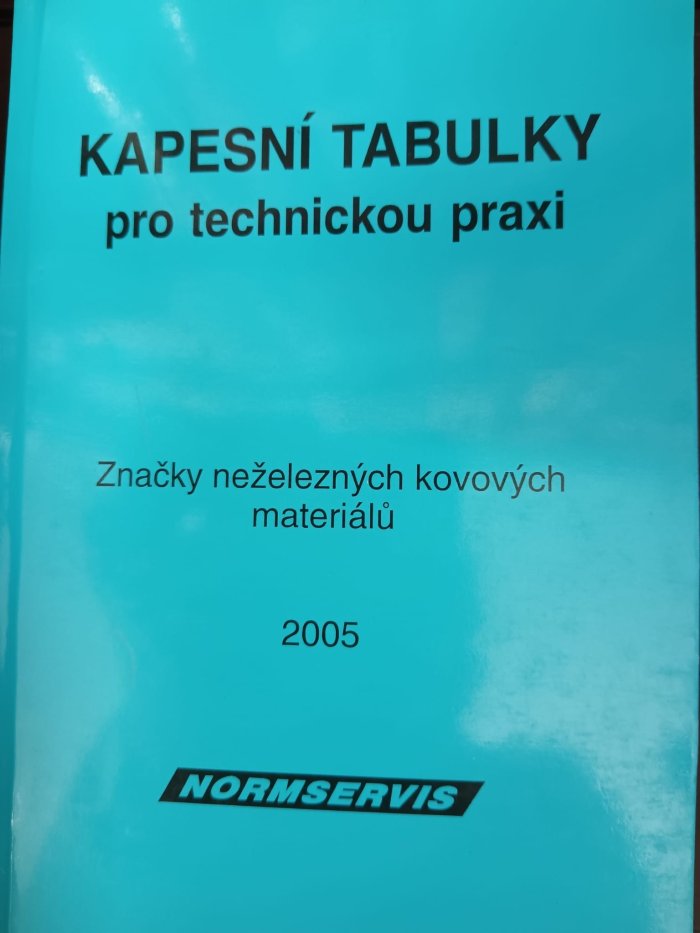 KAPESNÍ TABULKY
pro technickou praxi
Značky neželezných kovových
materiálů
2005
NORMSERVIS